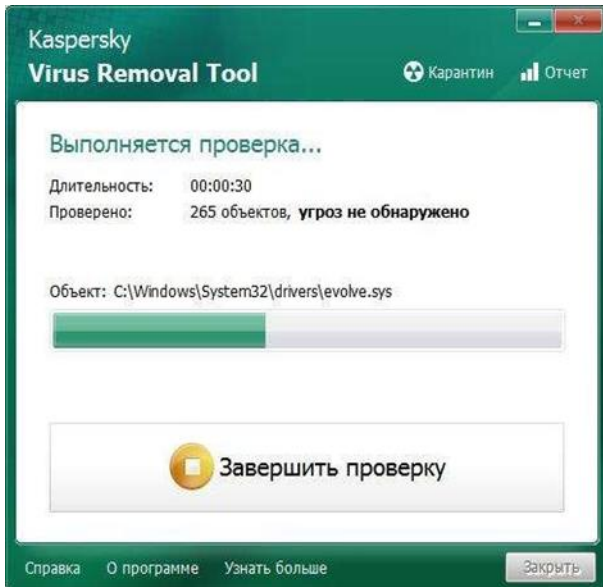 Kaspersky
Virus Removal Tool
Карантин
Отчет
Выполняется проверка...
Длительность: 00:00:30
Проверено: 265 объектов, угроз не обнаружено
Объект: C:\Windows\System32\drivers\evolve.sys
Завершить проверку
Справка О программе Узнать больше Закрыть